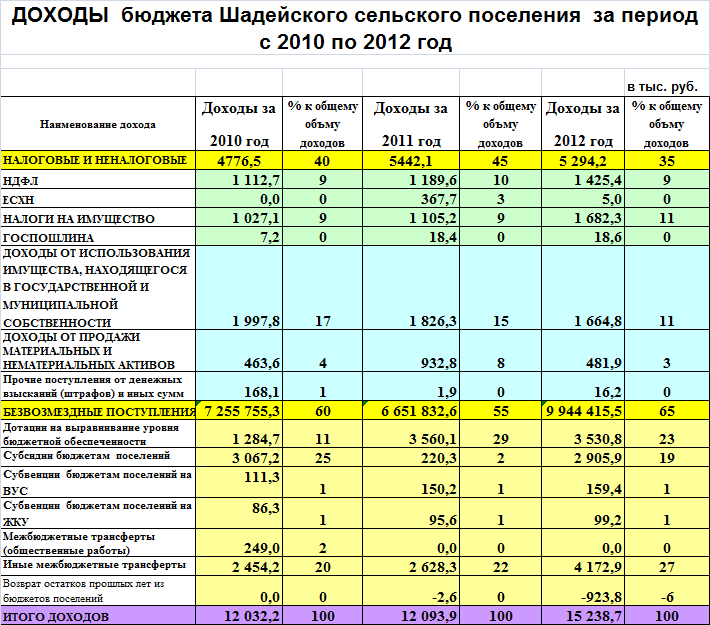 ДОХОДЫ бюджета Шадейского сельского поселения за период
с 2010 по 2012 год
в тыс. руб.
Наименование дохода Доходы за 2010 год % к общему объму доходов Доходы за 2011 год % к общему объму доходов Доходы за 2012 год % к общему объму доходов
НАЛОГОВЫЕ И НЕНАЛОГОВЫЕ 4776,5 40 5442,1 45 5 294,2 35
НДФЛ 1 112,7 9 1 189,6 10 1 425,4 9
ЕСХН 0,0 0 367,7 3 5,0 0
НАЛОГИ НА ИМУЩЕСТВО 1 027,1 9 1 105,2 9 1 682,3 11
ГОСПОШЛИНА 7,2 0 18,4 0 18,6 0
ДОХОДЫ ОТ ИСПОЛЬЗОВАНИЯ
ИМУЩЕСТВА, НАХОДЯЩЕГОСЯ
В ГОСУДАРСТВЕННОЙ И
МУНИЦИПАЛЬНОЙ
СОБСТВЕННОСТИ 1 997,8 17 1 826,3 15 1 664,8 11
ДОХОДЫ ОТ ПРОДАЖИ
МАТЕРИАЛЬНЫХ И
НЕМАТЕРИАЛЬНЫХ АКТИВОВ 463,6 4 932,8 8 481,9 3
Прочие поступления от денежных
взысканий (штрафов) и иных сумм 168,1 1 1,9 0 16,2 0
БЕЗВОЗМЕЗДНЫЕ ПОСТУПЛЕНИЯ 7 255 755,3 60 6 651 832,6 55 9 944 415,5 65
Дотации на выравнивание уровня
бюджетной обеспеченности 1 284,7 11 3 560,1 29 3 530,8 23
Субсидии бюджетам поселений 3 067,2 25 220,3 2 2 905,9 19
Субвенции бюджетам поселений на
ВУС 111,3 1 150,2 1 159,4 1
Субвенции бюджетам поселений на
ЖКУ 86,3 1 95,6 1 99,2 1
Межбюджетные трансферты
(общественные работы) 249,0 2 0,0 0 0,0 0
Иные межбюджетные трансферты 2 454,2 20 2 628,3 22 4 172,9 27
Возврат остатков прошлых лет из
бюджетов поселений 0,0 0 -2,6 0 -923,8 -6
ИТОГО ДОХОДОВ 12 032,2 100 12 093,9 100 15 238,7 100